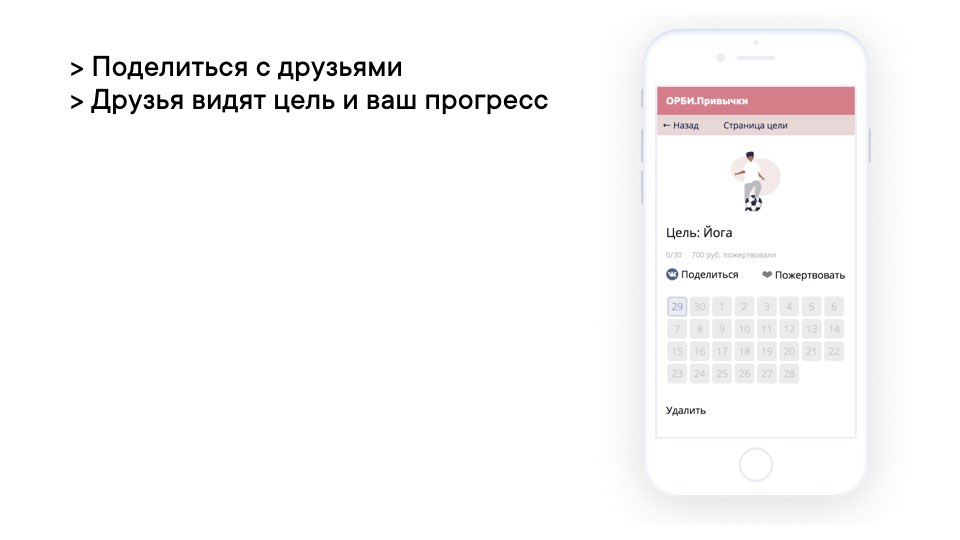 > Поделиться с друзьями
> Друзья видят цель и ваш прогресс
ОРБИ.Привычки
← Назад Страница цели
Цель: Йога
0/30 700 руб. пожертвовали
Поделиться Пожертвовать
29 30 1 2 3 4 5 6
7 8 9 10 11 12 13 14
15 16 17 18 19 20 21 22
23 24 25 26 27 28
Удалить